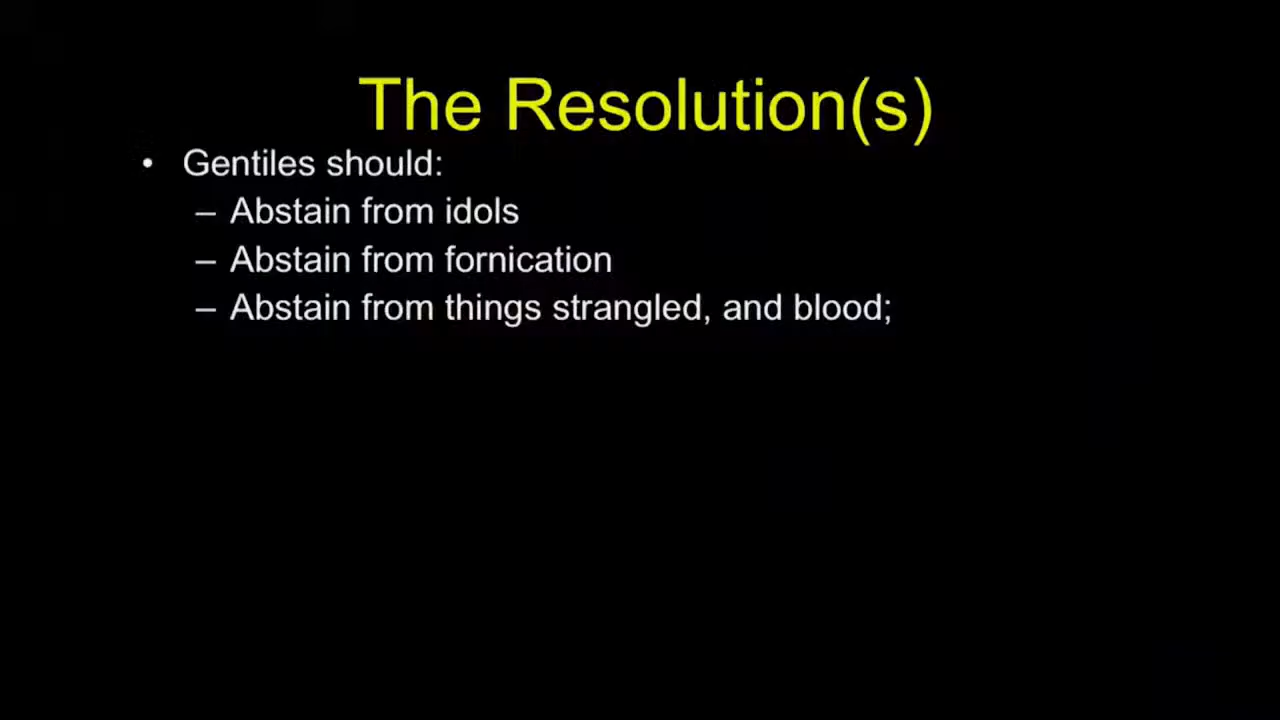 The Resolution(s)
• Gentiles should:
– Abstain from idols
– Abstain from fornication
– Abstain from things strangled, and blood;